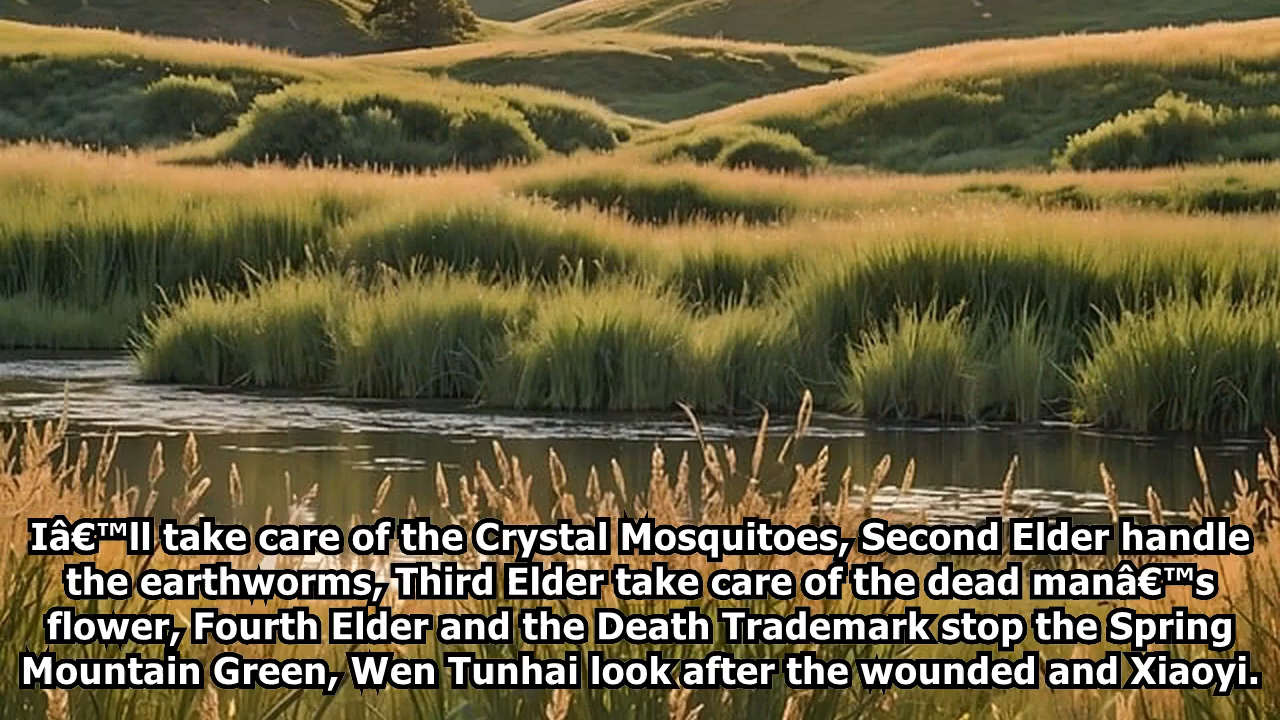 Iâ€™ll take care of the Crystal Mosquitoes, Second Elder handle
the earthworms, Third Elder take care of the dead manâ€™s
flower, Fourth Elder and the Death Trademark stop the Spring
Mountain Green, Wen Tunhai look after the wounded and Xiaoyi.